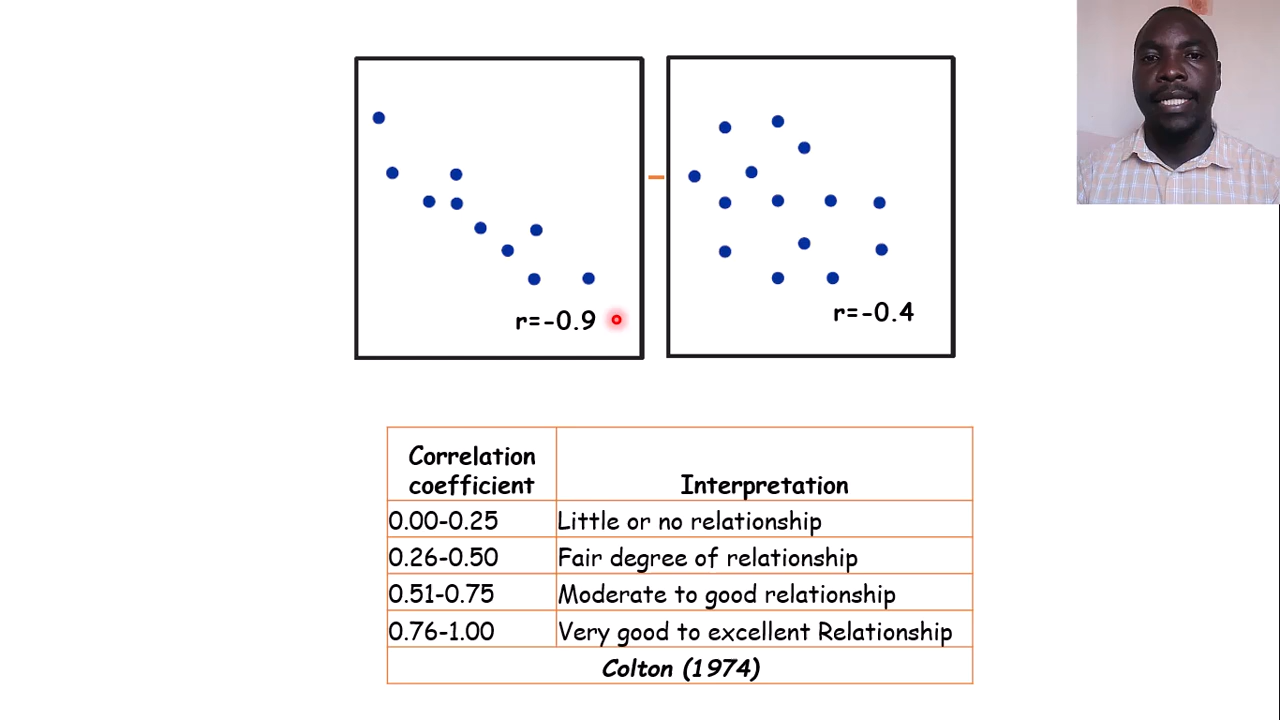 r=-0.9
r=-0.4
Correlation
coefficient
Interpretation
0.00-0.25 Little or no relationship
0.26-0.50 Fair degree of relationship
0.51-0.75 Moderate to good relationship
0.76-1.00 Very good to excellent Relationship
Colton (1974)